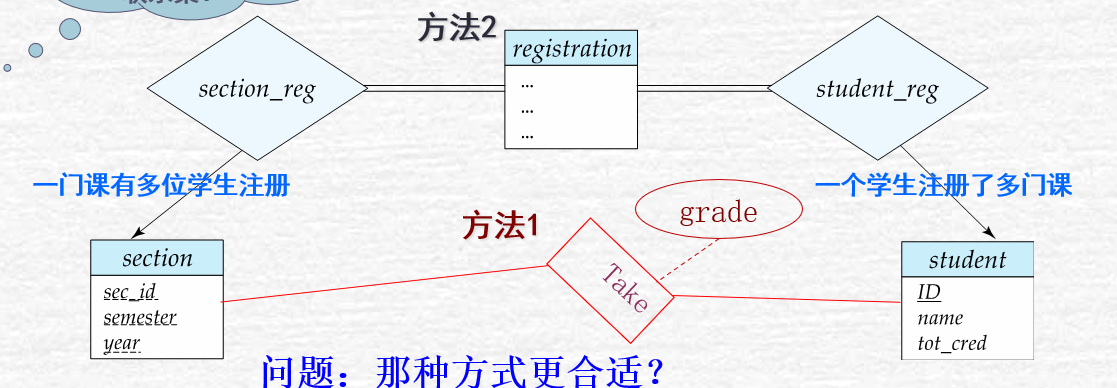 方法2
registration
section_reg
...
...
...
student_reg
一门课有多位学生注册
一个学生注册了多门课
方法1
grade
Take
section
sec_id
semester
year
student
ID
name
tot_cred
问题：那种方式更合适？